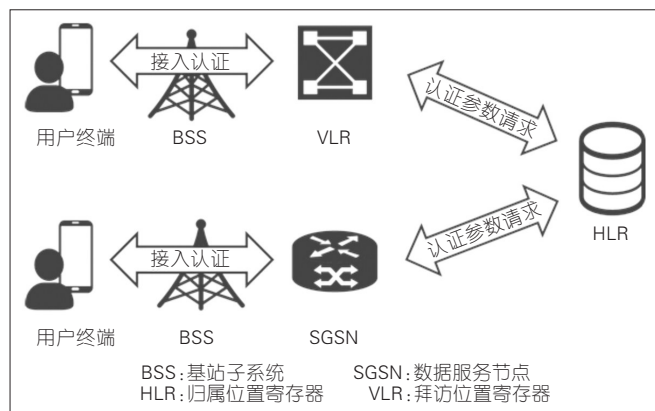 接入认证
认证参数请求
用户终端 BSS VLR
接入认证
认证参数请求
HLR
用户终端 BSS SGSN
BSS:基站子系统 SGSN:数据服务节点
HLR:归属位置寄存器 VLR:拜访位置寄存器